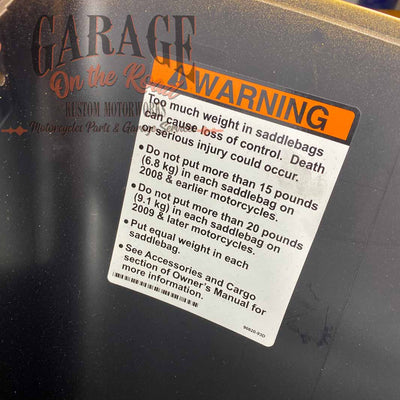 GARAGE
On the Road
KUSTOM MOTORWORKS
Motorcycles Parts & Garage Service
WARNING
Too much weight in saddlebags
can cause loss of control. Death
or serious injury could occur.
• Do not put more than 15 pounds
(6.8 kg) in each saddlebag on
2008 & earlier motorcycles.
• Do not put more than 20 pounds
(9.1 kg) in each saddlebag on
2009 & later motorcycles.
• Put equal weight in each
saddlebag.
• See Accessories and Cargo
section of Owner's Manual for
more information.
90820-93D